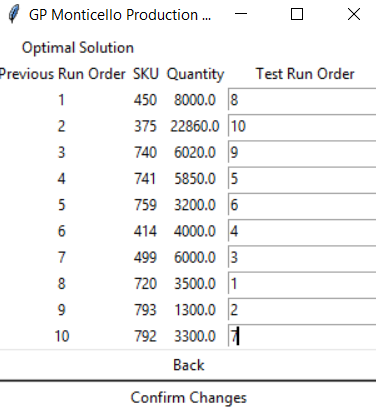 GP Monticello Production ...
Optimal Solution
Previous Run Order SKU Quantity Test Run Order
1 450 8000.0 8
2 375 22860.0 10
3 740 6020.0 9
4 741 5850.0 5
5 759 3200.0 6
6 414 4000.0 4
7 499 6000.0 3
8 720 3500.0 1
9 793 1300.0 2
10 792 3300.0 7
Back
Confirm Changes